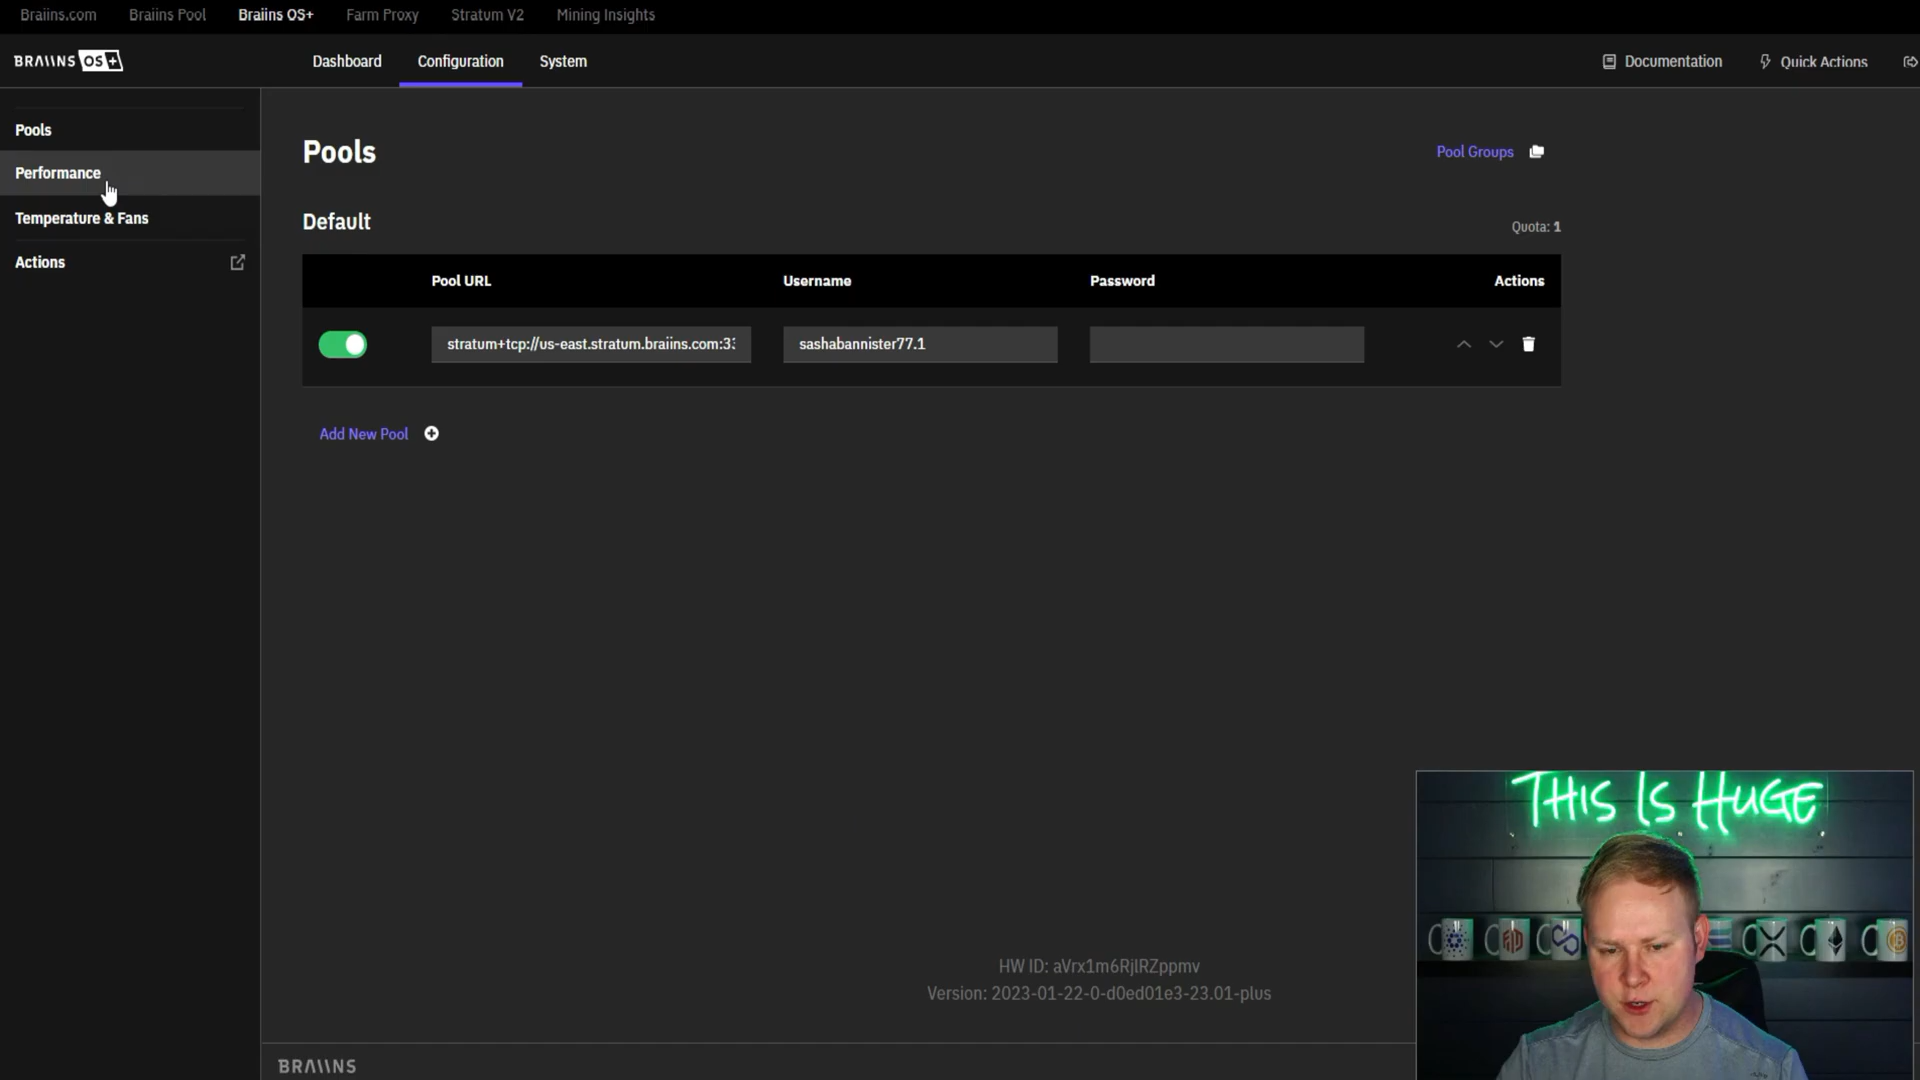 Braiins.com Braiins Pool Braiins OS+ Farm Proxy Stratum V2 Mining Insights
BRAIINS OS+ Dashboard Configuration System Documentation Quick Actions
Pools
Performance
Temperature & Fans
Actions
Pools Pool Groups
Default Quota: 1
Pool URL Username Password Actions
stratum+tcp://us-east.stratum.braiins.com:33 sashabannister77.1
Add New Pool
THIS IS HUGE
HW ID: aVrx1m6RjlRZppmv
Version: 2023-01-22-0-d0ed01e3-23.01-plus
BRAIINS